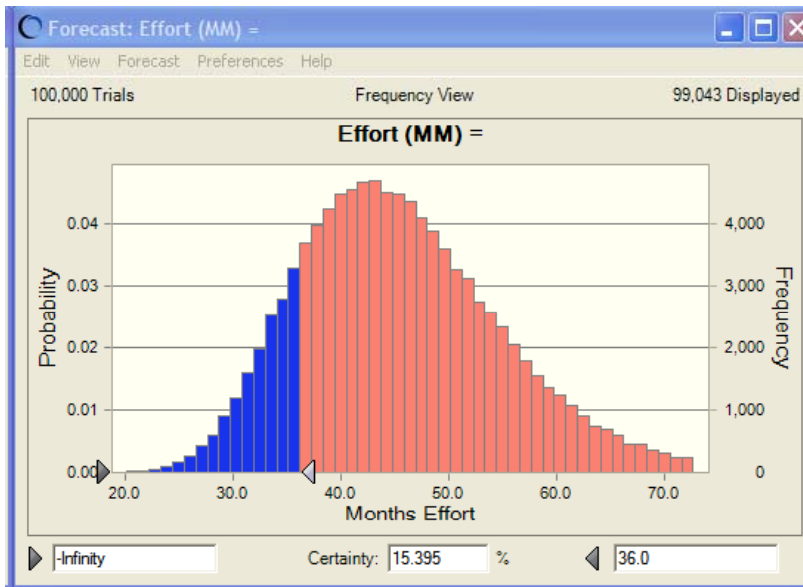 Forecast: Effort (MM) =
Edit View Forecast Preferences Help
100,000 Trials Frequency View 99,043 Displayed
Effort (MM) =
Probability
0.04
0.03
0.02
0.01
0.00
4,000
3,000
2,000
1,000
0
Frequency
20.0 30.0 40.0 50.0 60.0 70.0
Months Effort
-Infinity Certainty: 15.395 % 36.0